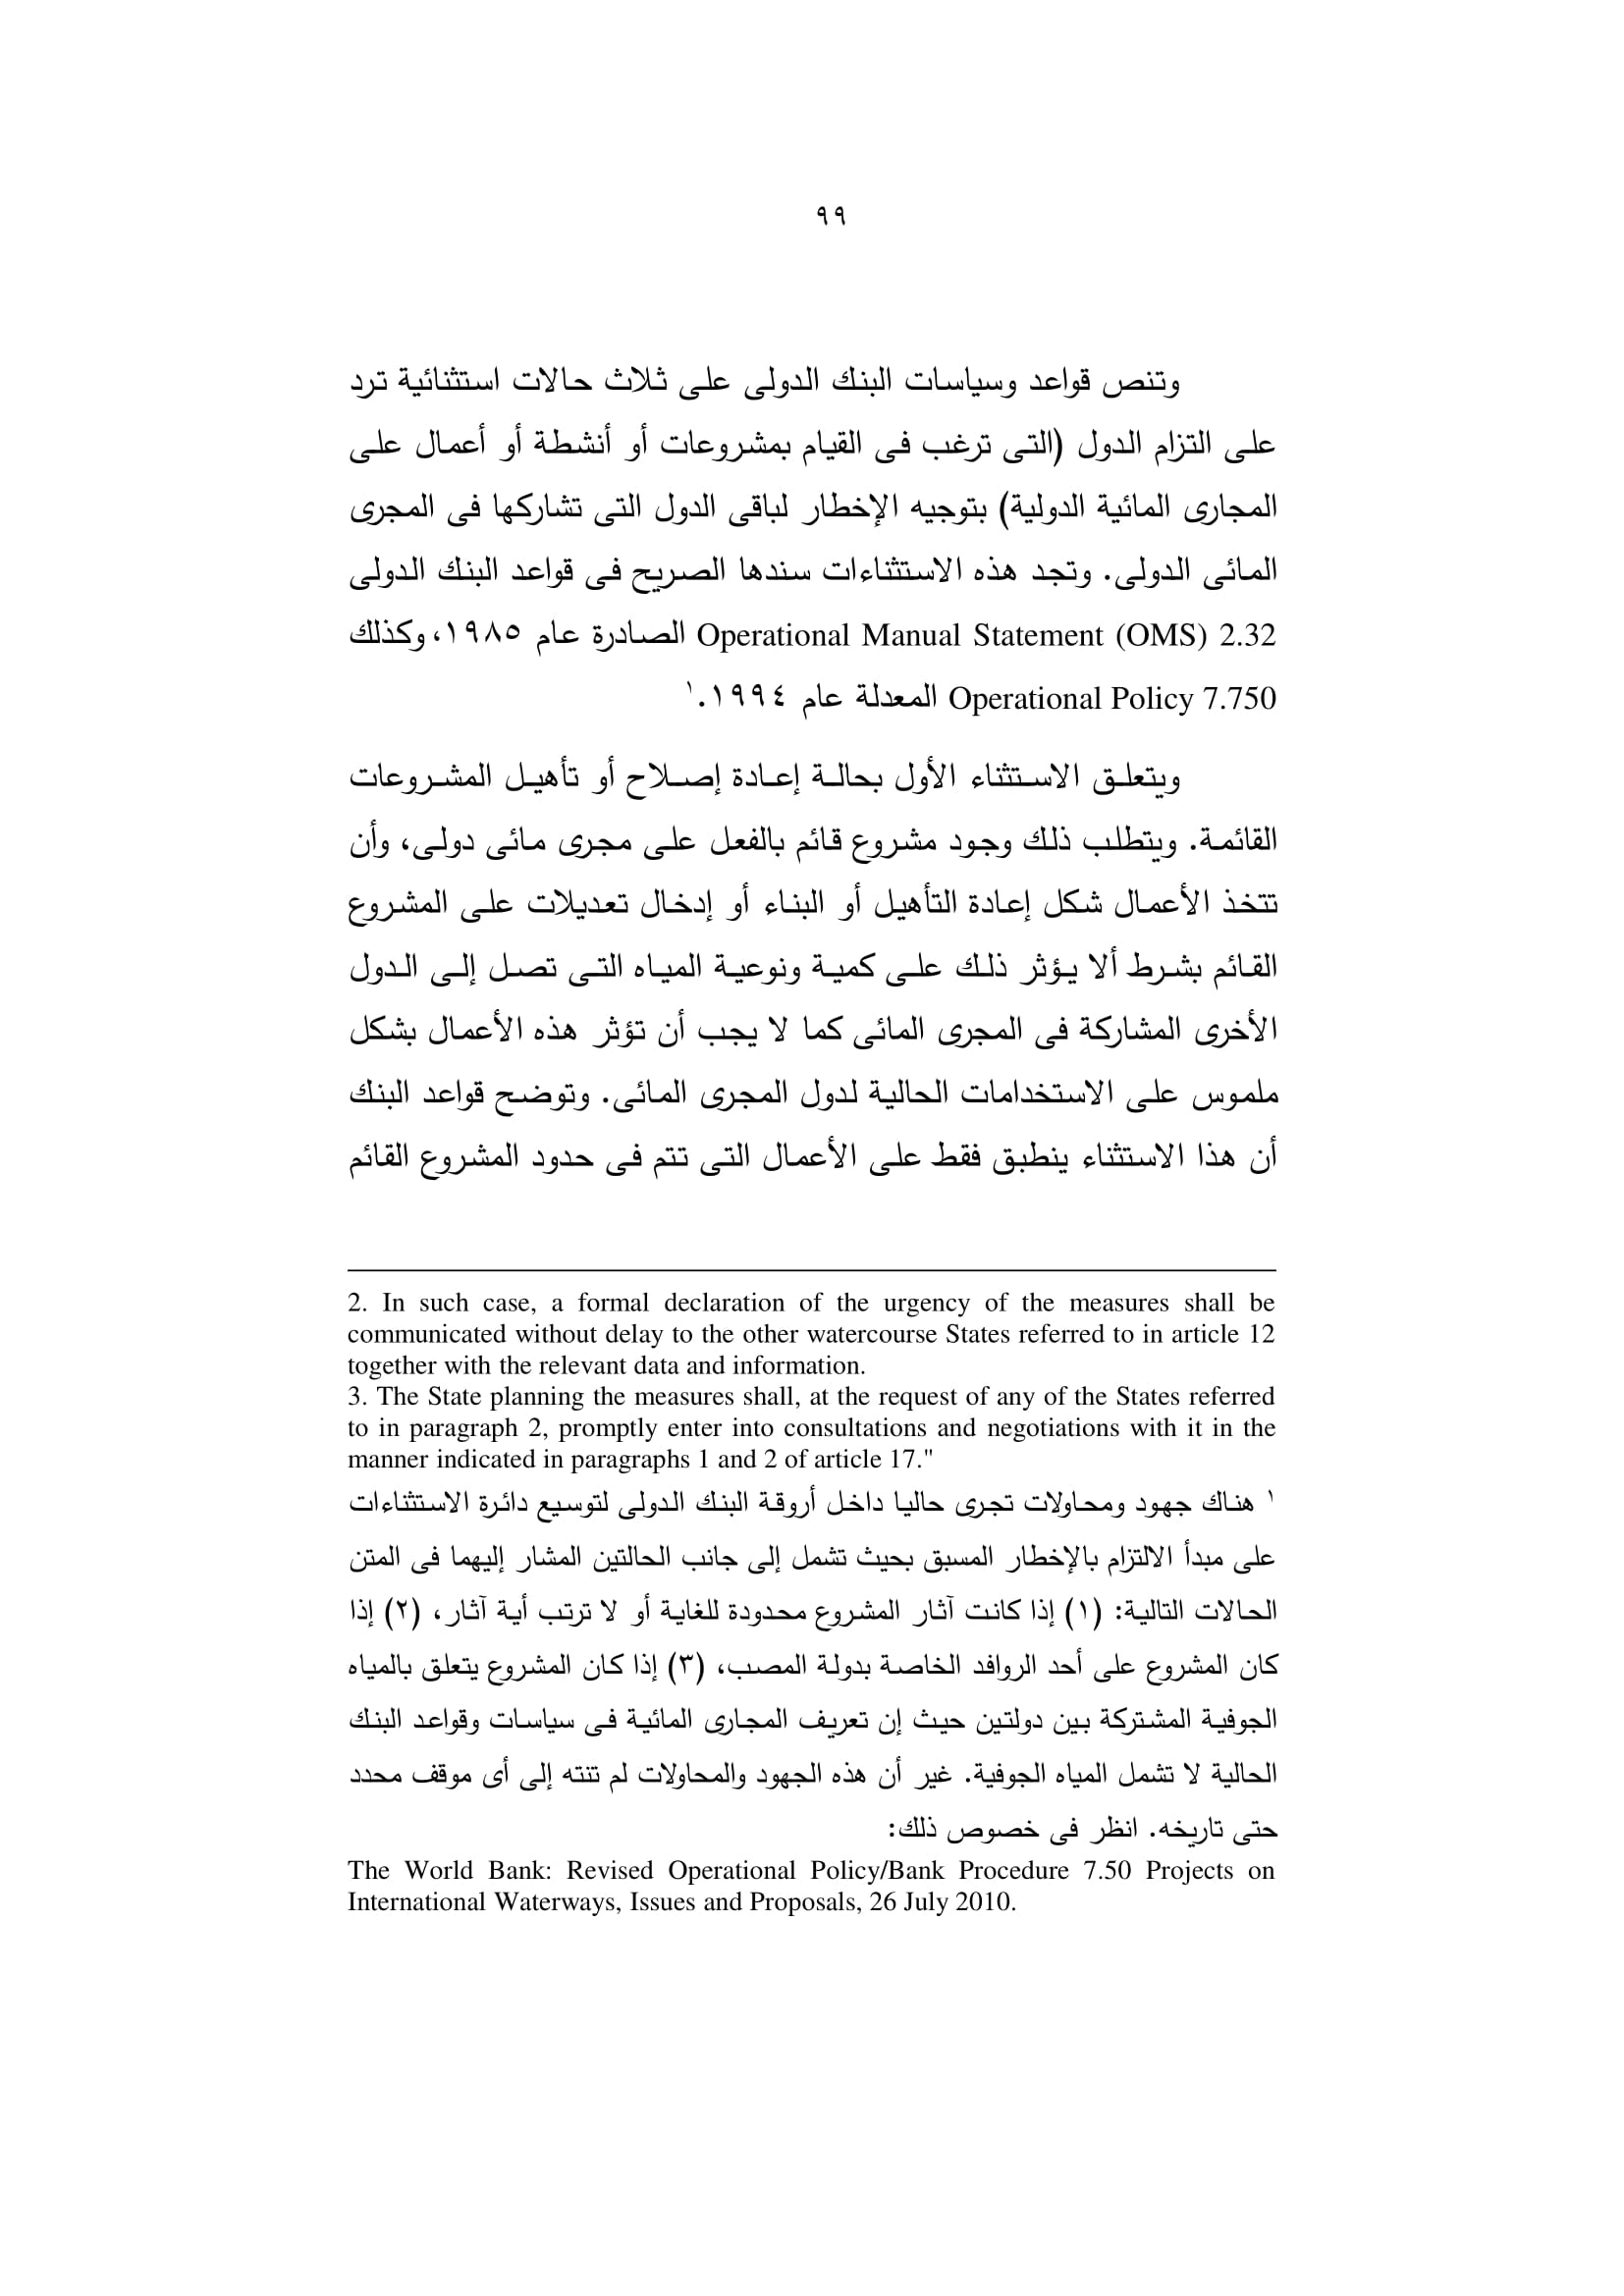 ٩٩
وتنص قواعد وسياسات البنك الدولى على ثلاث حالات استثنائية ترد
على التزام الدول (التى ترغب فى القيام بمشروعات أو أنشطة أو أعمال على
المجارى المائية الدولية) بتوجيه الإخطار لباقى الدول التى تشاركها فى المجرى
المائى الدولى. وتجد هذه الاستثناءات سندها الصريح فى قواعد البنك الدولى
Operational Manual Statement (OMS) 2.32 الصادرة عام ١٩٨٥، وكذلك
Operational Policy 7.750 المعدلة عام ١٩٩٤.١
ويتعلق الاستثناء الأول بحالة إعادة إصلاح أو تأهيل المشروعات
القائمة. ويتطلب ذلك وجود مشروع قائم بالفعل على مجرى مائى دولى، وأن
تتخذ الأعمال شكل إعادة التأهيل أو البناء أو إدخال تعديلات على المشروع
القائم بشرط ألا يؤثر ذلك على كمية ونوعية المياه التى تصل إلى الدول
الأخرى المشاركة فى المجرى المائى كما لا يجب أن تؤثر هذه الأعمال بشكل
ملموس على الاستخدامات الحالية لدول المجرى المائى. وتوضح قواعد البنك
أن هذا الاستثناء ينطبق فقط على الأعمال التى تتم فى حدود المشروع القائم
2. In such case, a formal declaration of the urgency of the measures shall be
communicated without delay to the other watercourse States referred to in article 12
together with the relevant data and information.
3. The State planning the measures shall, at the request of any of the States referred
to in paragraph 2, promptly enter into consultations and negotiations with it in the
manner indicated in paragraphs 1 and 2 of article 17."
١ هناك جهود ومحاولات تجرى حاليا داخل أروقة البنك الدولى لتوسيع دائرة الاستثناءات
على مبدأ الالتزام بالإخطار المسبق بحيث تشمل إلى جانب الحالتين المشار إليهما فى المتن
الحالات التالية: (١) إذا كانت آثار المشروع محدودة للغاية أو لا ترتب أية آثار، (٢) إذا
كان المشروع على أحد الروافد الخاصة بدولة المصب، (٣) إذا كان المشروع يتعلق بالمياه
الجوفية المشتركة بين دولتين حيث إن تعريف المجارى المائية فى سياسات وقواعد البنك
الحالية لا تشمل المياه الجوفية. غير أن هذه الجهود والمحاولات لم تنته إلى أى موقف محدد
حتى تاريخه. انظر فى خصوص ذلك:
The World Bank: Revised Operational Policy/Bank Procedure 7.50 Projects on
International Waterways, Issues and Proposals, 26 July 2010.